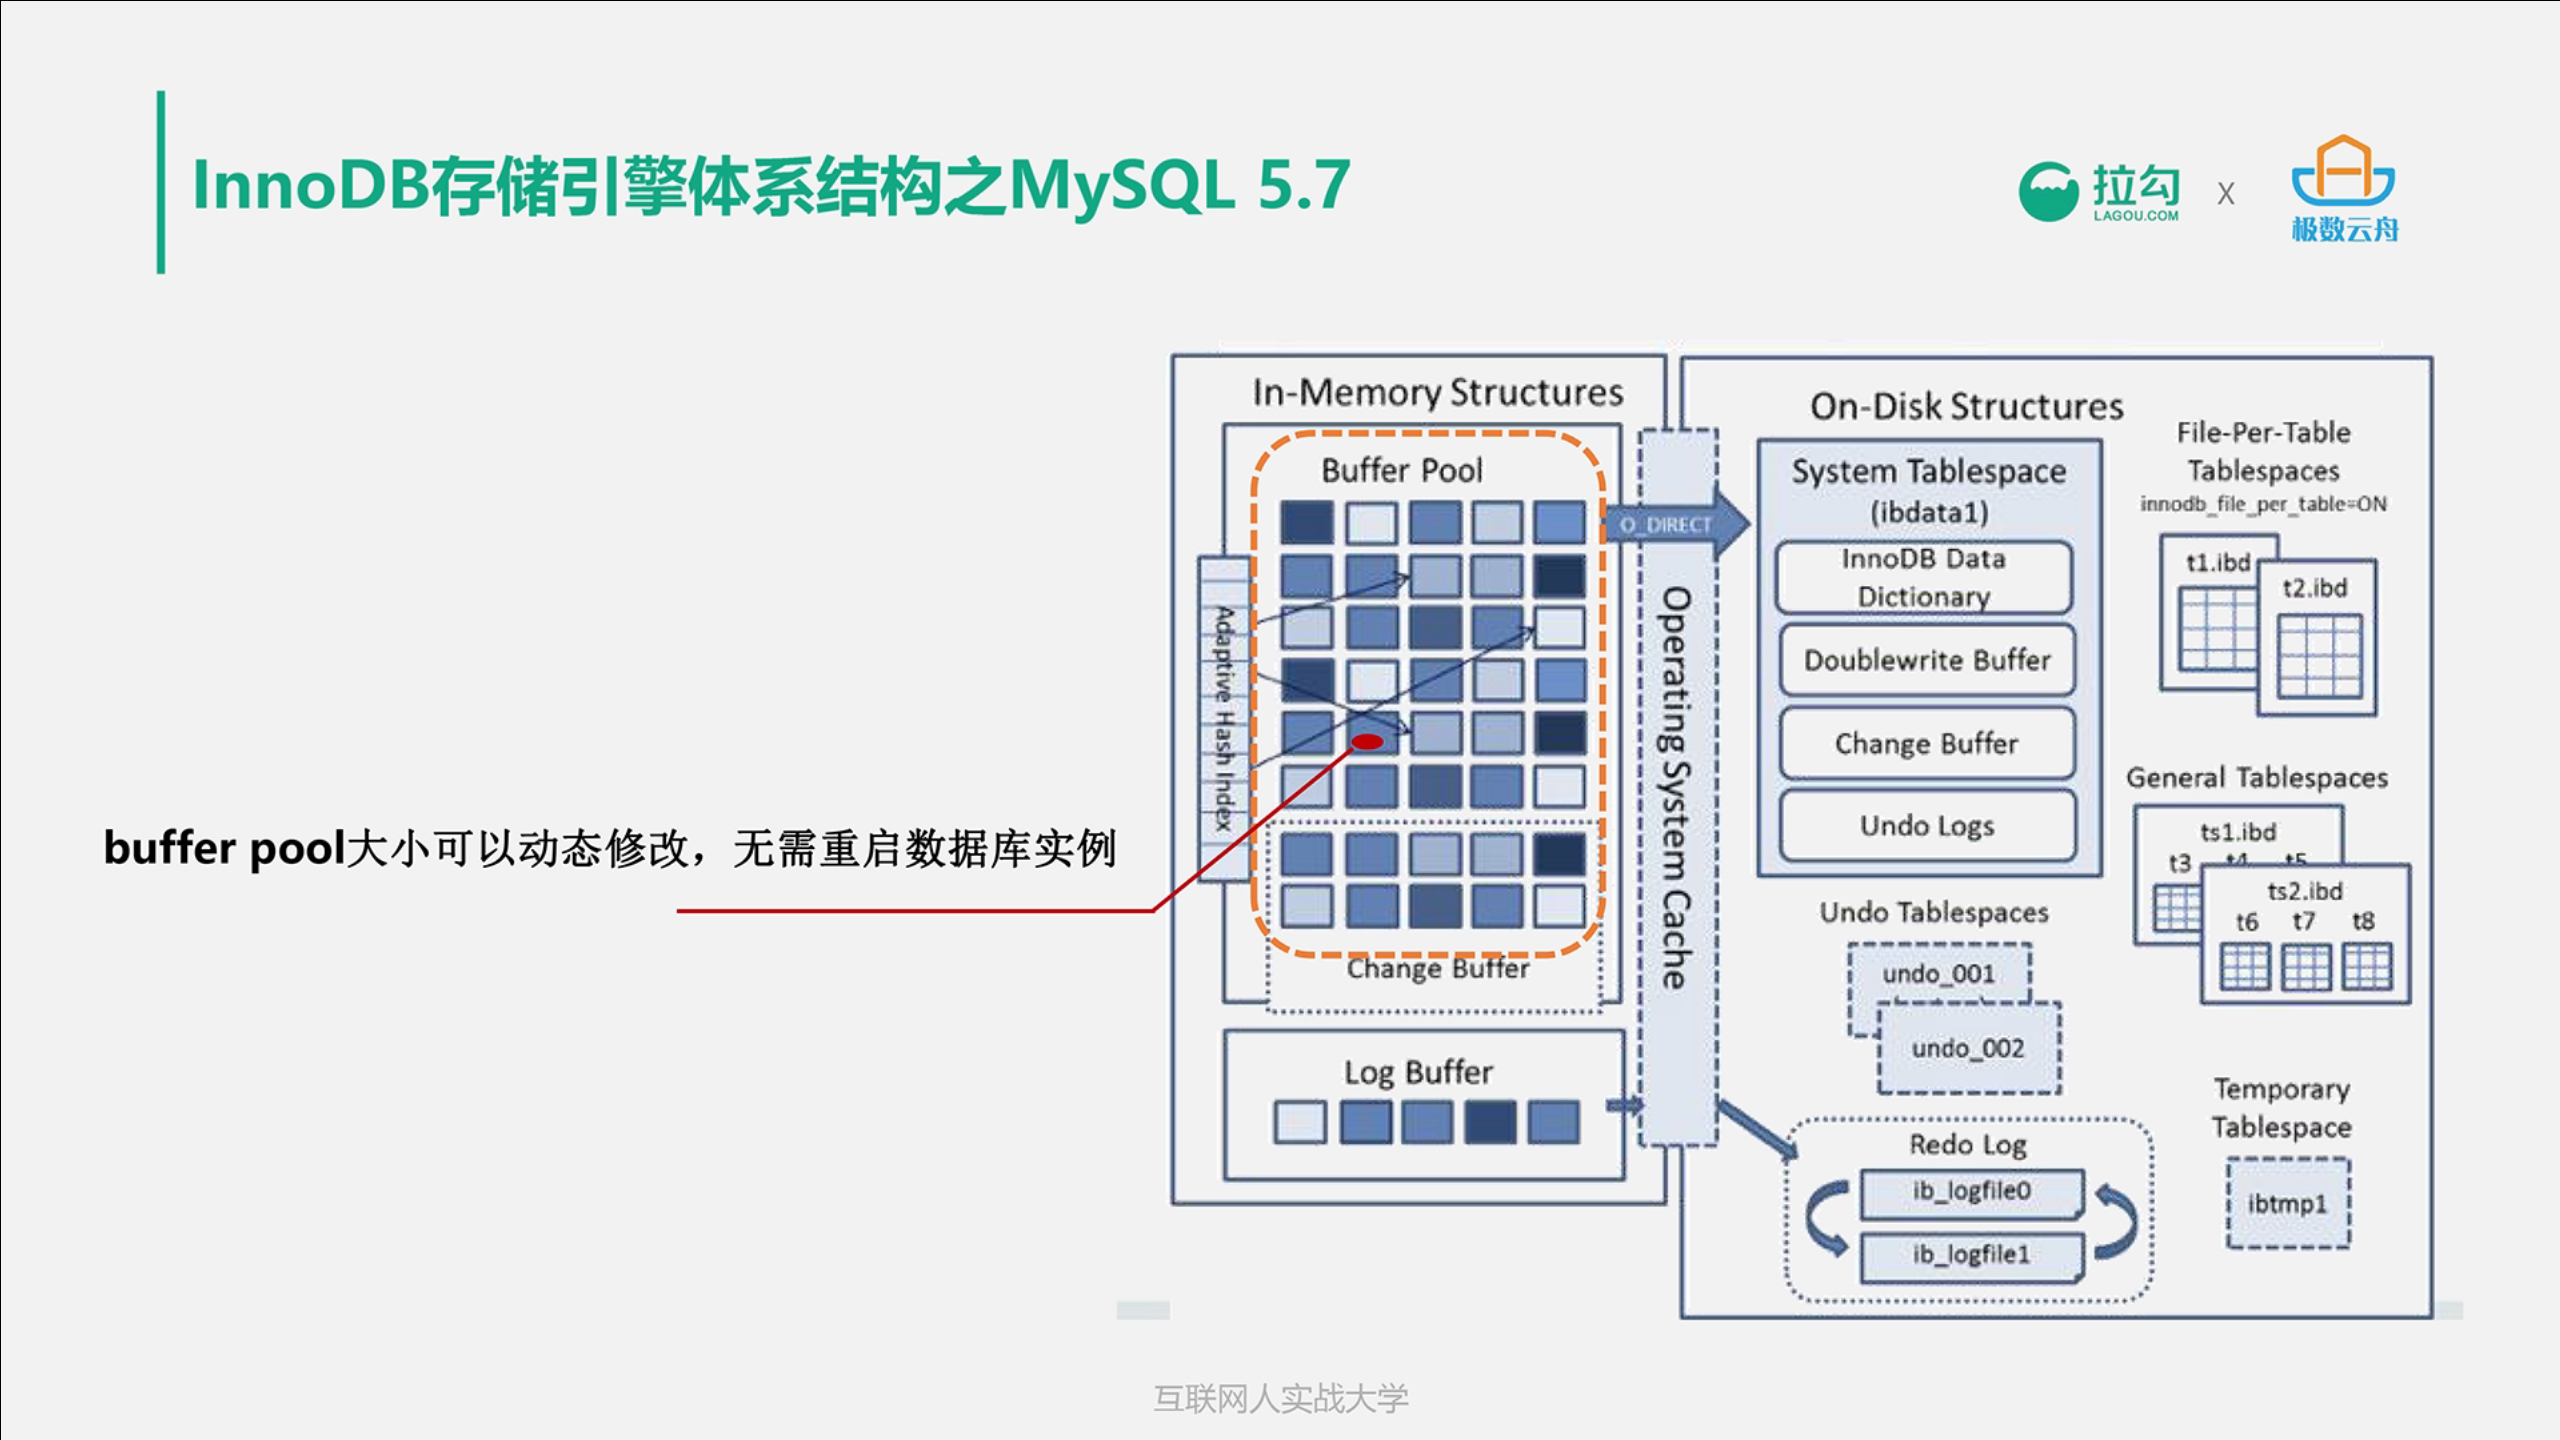 InnoDB存储引擎体系结构之MySQL 5.7
拉勾
LAGOU.COM
X
极数云舟
buffer pool大小可以动态修改，无需重启数据库实例
In-Memory Structures
Buffer Pool
Adaptive Hash Index
Change Buffer
Log Buffer
O_DIRECT
Operating System Cache
On-Disk Structures
System Tablespace
(ibdata1)
InnoDB Data
Dictionary
Doublewrite Buffer
Change Buffer
Undo Logs
Undo Tablespaces
undo_001
undo_002
Redo Log
ib_logfile0
ib_logfile1
File-Per-Table
Tablespaces
innodb_file_per_table=ON
t1.ibd
t2.ibd
General Tablespaces
ts1.ibd
t3 t4 t5
ts2.ibd
t6 t7 t8
Temporary
Tablespace
ibtmp1
互联网人实战大学